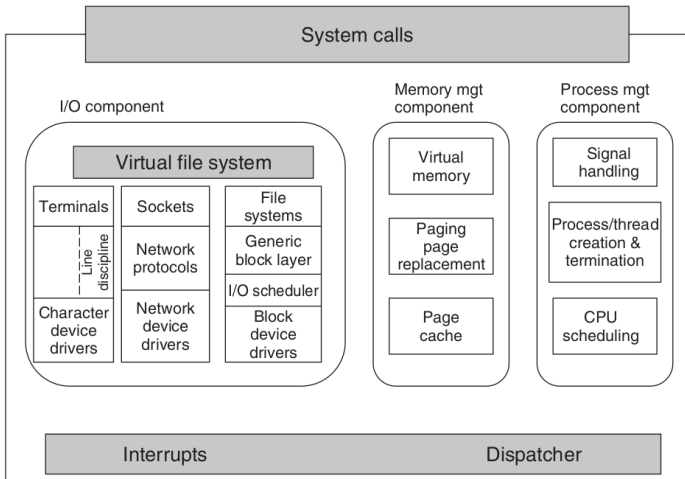 System calls
I/O component
Memory mgt
component
Process mgt
component
Virtual file system
Terminals
Line
discipline
Character
device
drivers
Sockets
Network
protocols
Network
device
drivers
File
systems
Generic
block layer
I/O scheduler
Block
device
drivers
Virtual
memory
Paging
page
replacement
Page
cache
Signal
handling
Process/thread
creation &
termination
CPU
scheduling
Interrupts
Dispatcher